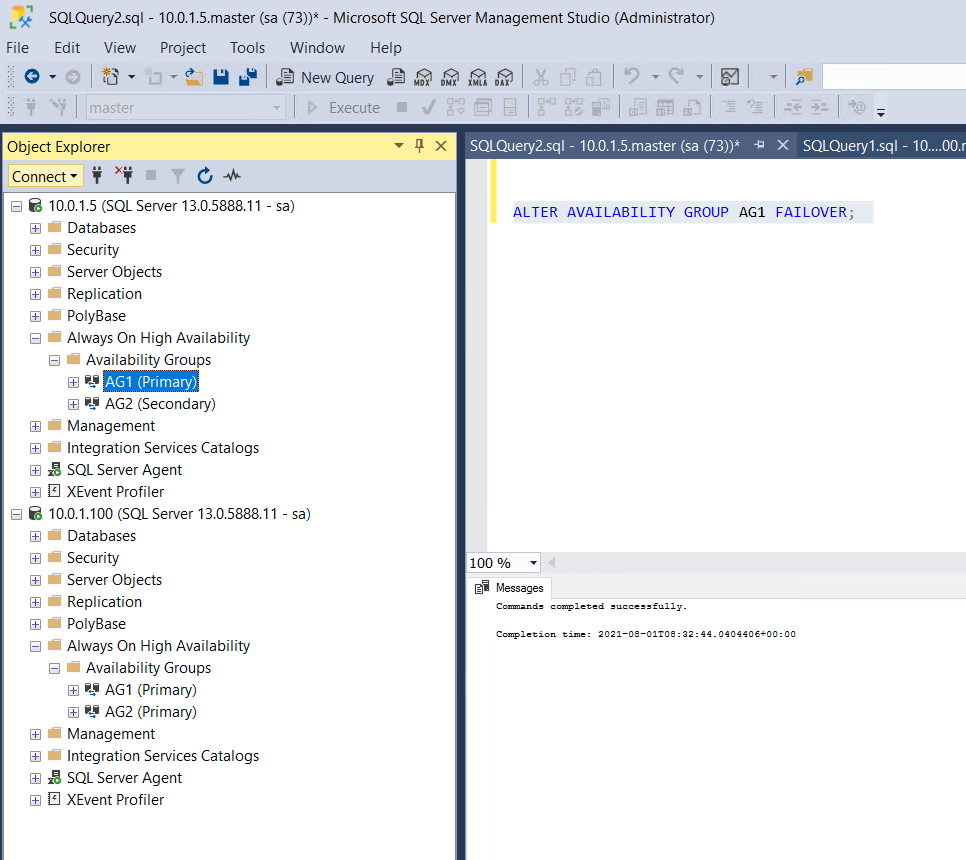 SQLQuery2.sql - 10.0.1.5.master (sa (73))* - Microsoft SQL Server Management Studio (Administrator)
File Edit View Project Tools Window Help
New Query MDX DMX XMLA DAX
master Execute
Object Explorer
Connect
10.0.1.5 (SQL Server 13.0.5888.11 - sa)
Databases
Security
Server Objects
Replication
PolyBase
Always On High Availability
Availability Groups
AG1 (Primary)
AG2 (Secondary)
Management
Integration Services Catalogs
SQL Server Agent
XEvent Profiler
10.0.1.100 (SQL Server 13.0.5888.11 - sa)
Databases
Security
Server Objects
Replication
PolyBase
Always On High Availability
Availability Groups
AG1 (Primary)
AG2 (Primary)
Management
Integration Services Catalogs
SQL Server Agent
XEvent Profiler
SQLQuery2.sql - 10.0.1.5.master (sa (73))* SQLQuery1.sql - 10....00.
ALTER AVAILABILITY GROUP AG1 FAILOVER;
100 %
Messages
Commands completed successfully.
Completion time: 2021-08-01T08:32:44.0404406+00:00